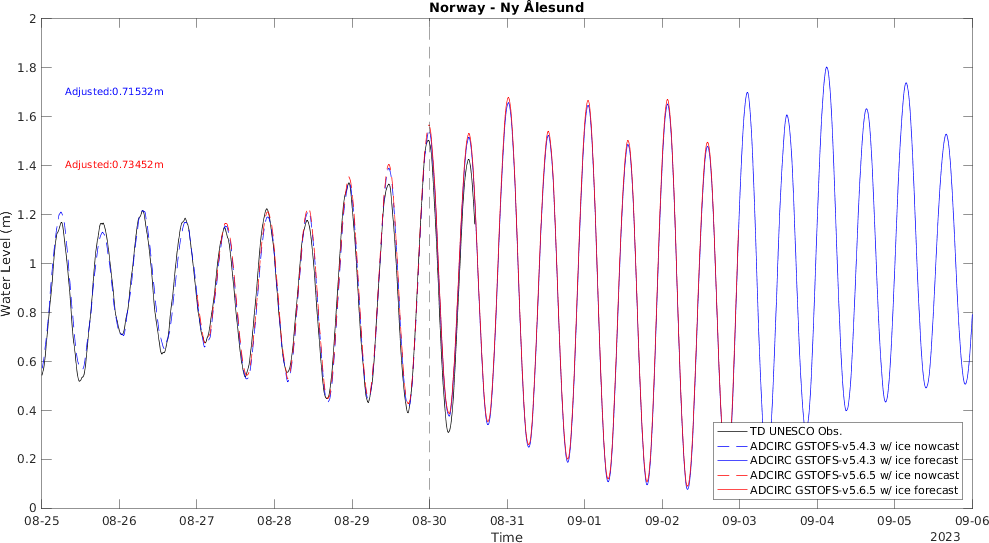 Norway - Ny Ålesund
2
1.8
1.6
1.4
1.2
1
0.8
0.6
0.4
0.2
0
Water Level (m)
Adjusted:0.71532m
Adjusted:0.73452m
TD UNESCO Obs.
ADCIRC GSTOFS-v5.4.3 w/ ice nowcast
ADCIRC GSTOFS-v5.4.3 w/ ice forecast
ADCIRC GSTOFS-v5.6.5 w/ ice nowcast
ADCIRC GSTOFS-v5.6.5 w/ ice forecast
08-25 08-26 08-27 08-28 08-29 08-30 08-31 09-01 09-02 09-03 09-04 09-05 09-06
Time
2023